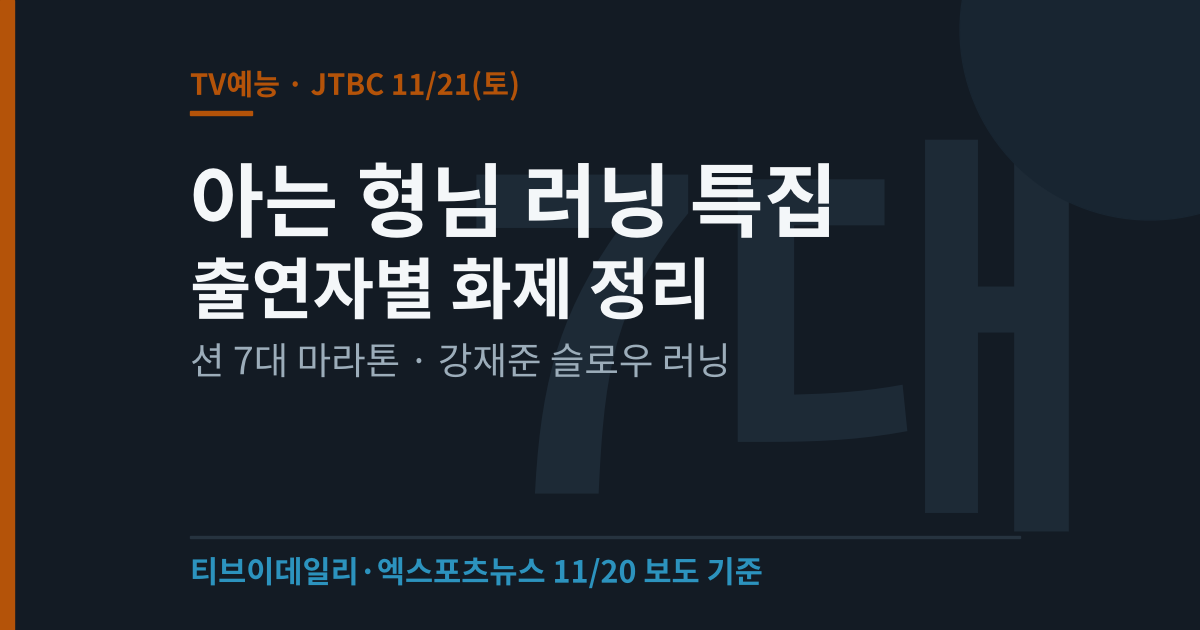 TV예능 · JTBC 11/21(토)
아는 형님 러닝 특집
출연자별 화제 정리
션 7대 마라톤 · 강재준 슬로우 러닝
7대
티브이데일리·엑스포츠뉴스 11/20 보도 기준